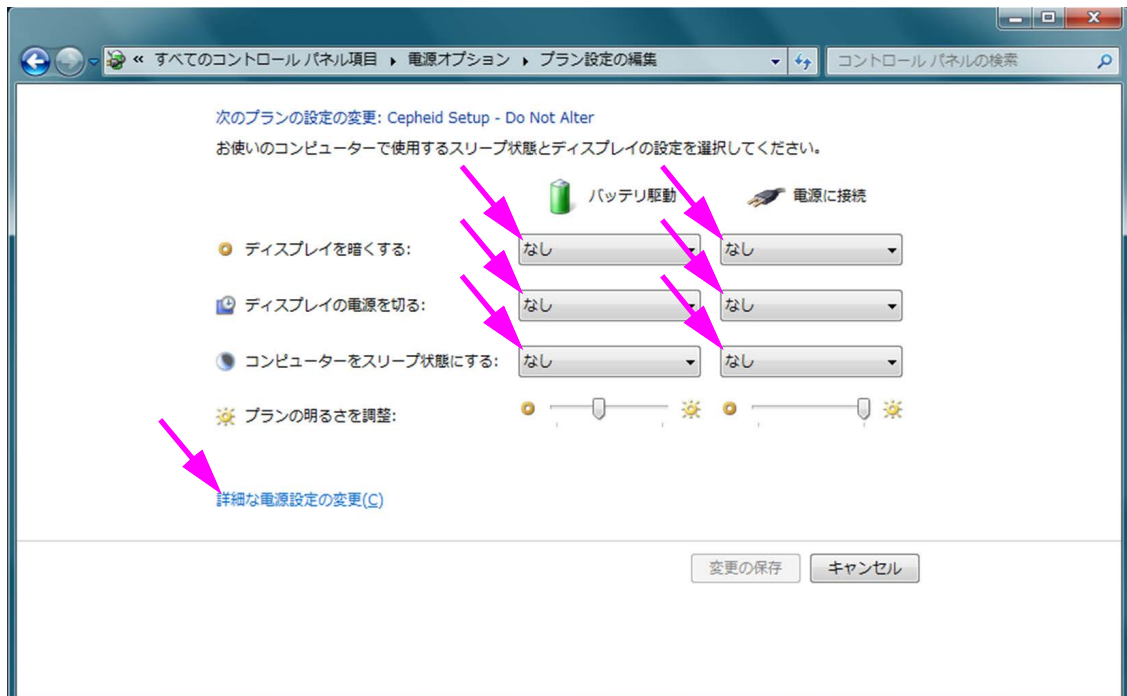 « すべてのコントロール パネル項目 ▸ 電源オプション ▸ プラン設定の編集
コントロール パネルの検索
次のプランの設定の変更: Cepheid Setup - Do Not Alter
お使いのコンピューターで使用するスリープ状態とディスプレイの設定を選択してください。
バッテリ駆動 電源に接続
ディスプレイを暗くする: なし なし
ディスプレイの電源を切る: なし なし
コンピューターをスリープ状態にする: なし なし
プランの明るさを調整:
詳細な電源設定の変更(C)
変更の保存 キャンセル